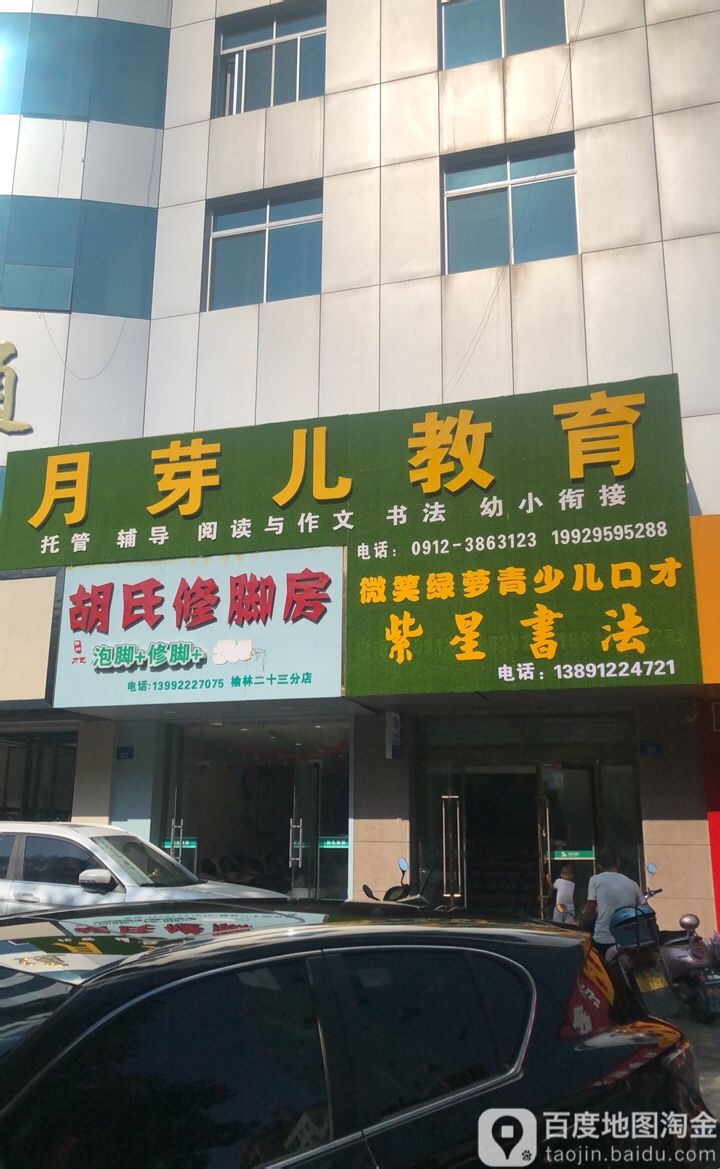 月芽儿教育
托管 辅导 阅读与作文 书法 幼小衔接
电话: 0912-3863123 19929595288
胡氏修脚房
泡脚+修脚+
电话:13992227075 榆林二十三分店
微笑绿萝青少儿口才
紫星書法
电话: 13891224721
百度地图淘金
taojin.baidu.com